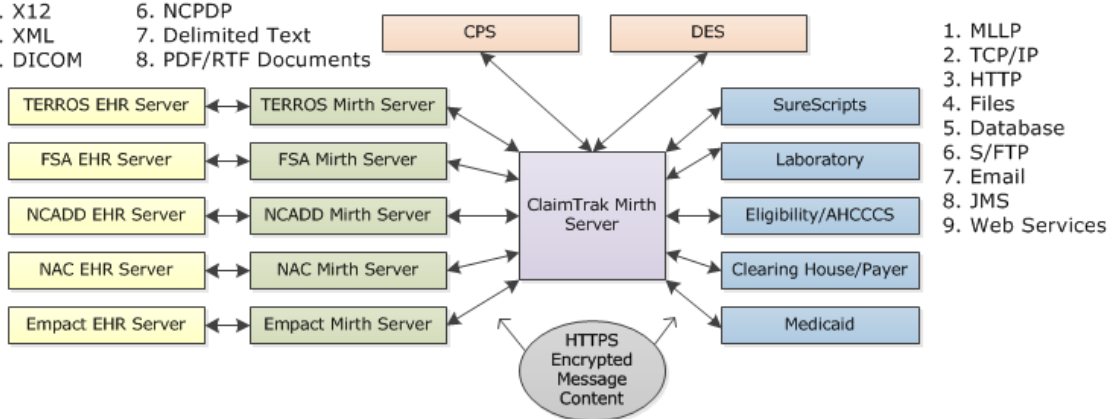 . X12
. XML
. DICOM
6. NCPDP
7. Delimited Text
8. PDF/RTF Documents
CPS
DES
1. MLLP
2. TCP/IP
3. HTTP
4. Files
5. Database
6. S/FTP
7. Email
8. JMS
9. Web Services
TERROS EHR Server
TERROS Mirth Server
SureScripts
FSA EHR Server
FSA Mirth Server
Laboratory
NCADD EHR Server
NCADD Mirth Server
ClaimTrak Mirth
Server
Eligibility/AHCCCS
NAC EHR Server
NAC Mirth Server
Clearing House/Payer
Empact EHR Server
Empact Mirth Server
Medicaid
HTTPS
Encrypted
Message
Content